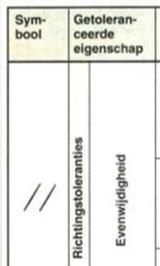 Sym-
bool
Getoleran-
ceerde
eigenschap
//
Richtingstoleranties
Evenwijdigheid